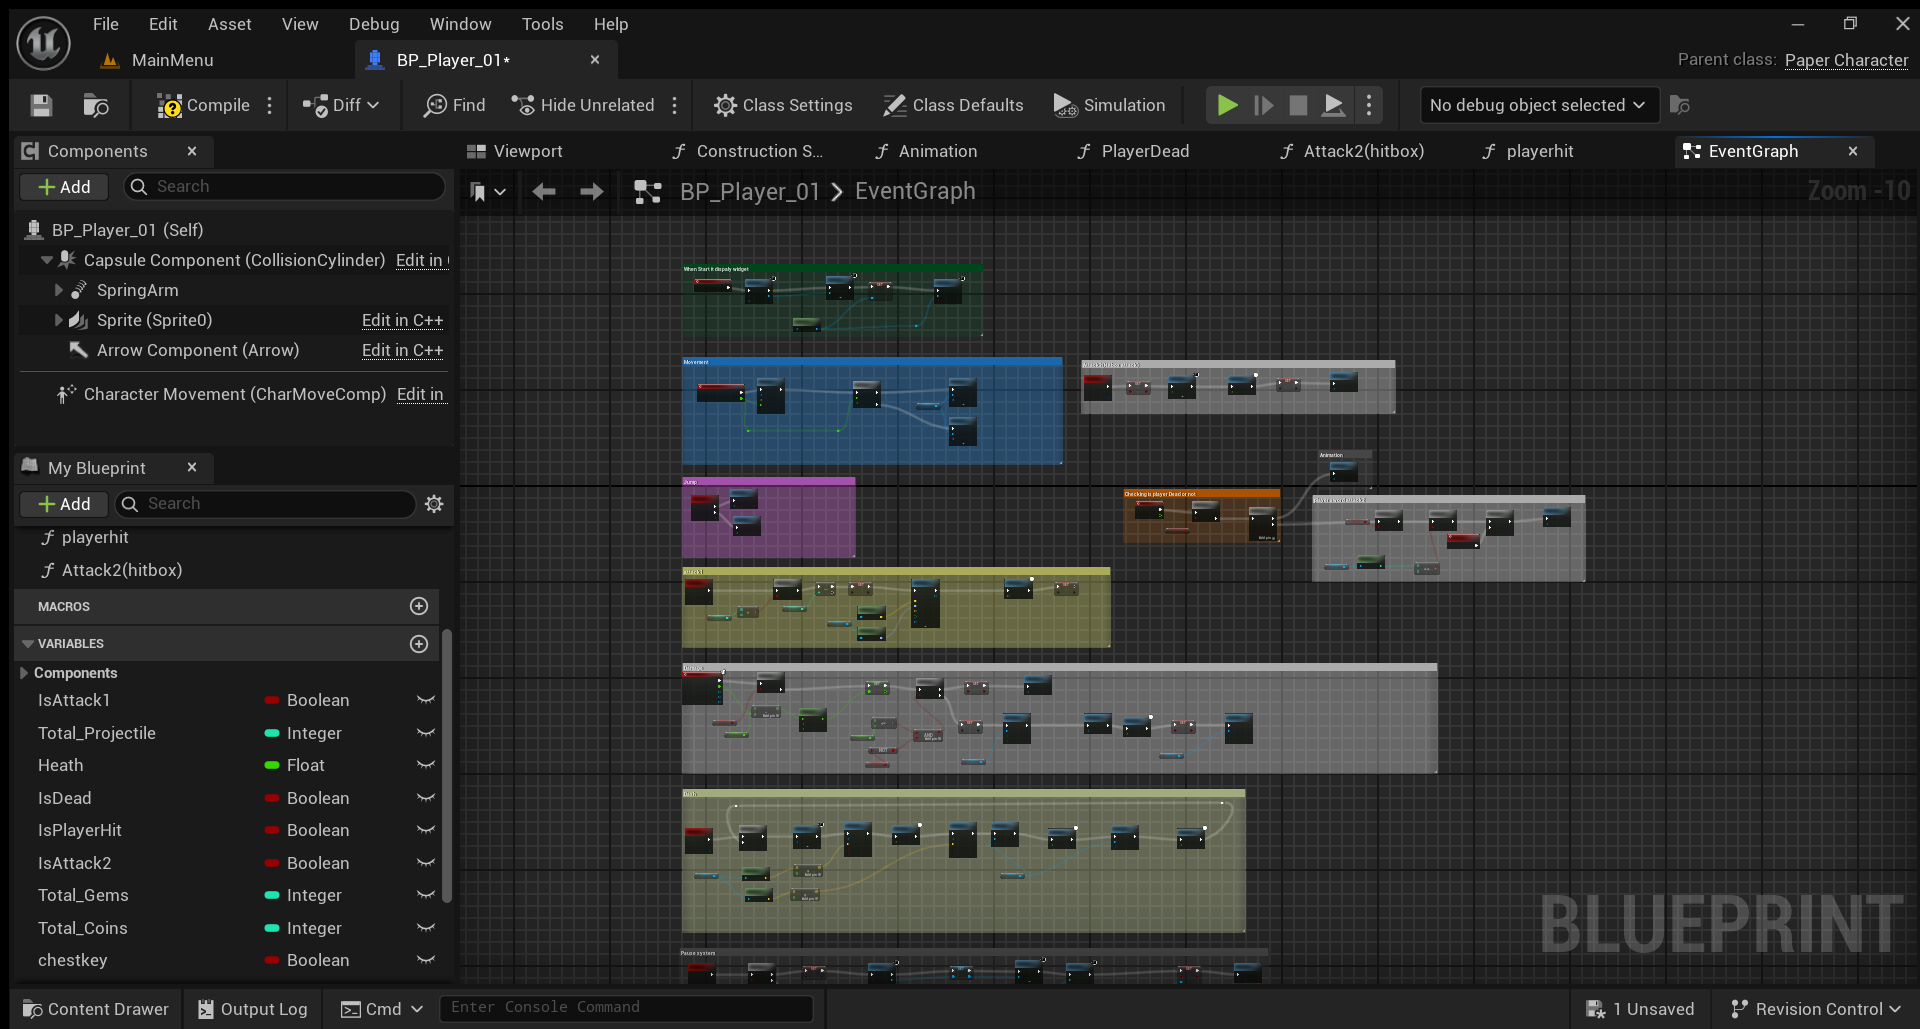 File Edit Asset View Debug Window Tools Help
MainMenu
BP_Player_01*
Parent class: Paper Character
Compile
Diff
Find
Hide Unrelated
Class Settings
Class Defaults
Simulation
No debug object selected
Components
Viewport
Construction S...
Animation
PlayerDead
Attack2(hitbox)
playerhit
EventGraph
Add
Search
BP_Player_01 > EventGraph
Zoom -10
BP_Player_01 (Self)
Capsule Component (CollisionCylinder) Edit in
SpringArm
Sprite (Sprite0) Edit in C++
Arrow Component (Arrow) Edit in C++
Character Movement (CharMoveComp) Edit in
My Blueprint
Add
Search
playerhit
Attack2(hitbox)
MACROS
VARIABLES
Components
IsAttack1 Boolean
Total_Projectile Integer
Heath Float
IsDead Boolean
IsPlayerHit Boolean
IsAttack2 Boolean
Total_Gems Integer
Total_Coins Integer
chestkey Boolean
When Start it dispaly widget
Movement
Jump
Animation
Checking is player Dead or not
Damage
Dash
Pause system
AND
NOT
BLUEPRINT
Content Drawer
Output Log
Cmd
Enter Console Command
1 Unsaved
Revision Control